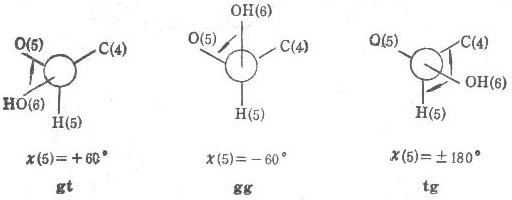 O(5)
C(4)
HO(6)
H(5)
χ(5)=+60°
gt
OH(6)
O(5)
C(4)
H(5)
χ(5)=-60°
gg
O(5)
C(4)
OH(6)
H(5)
χ(5)=±180°
tg